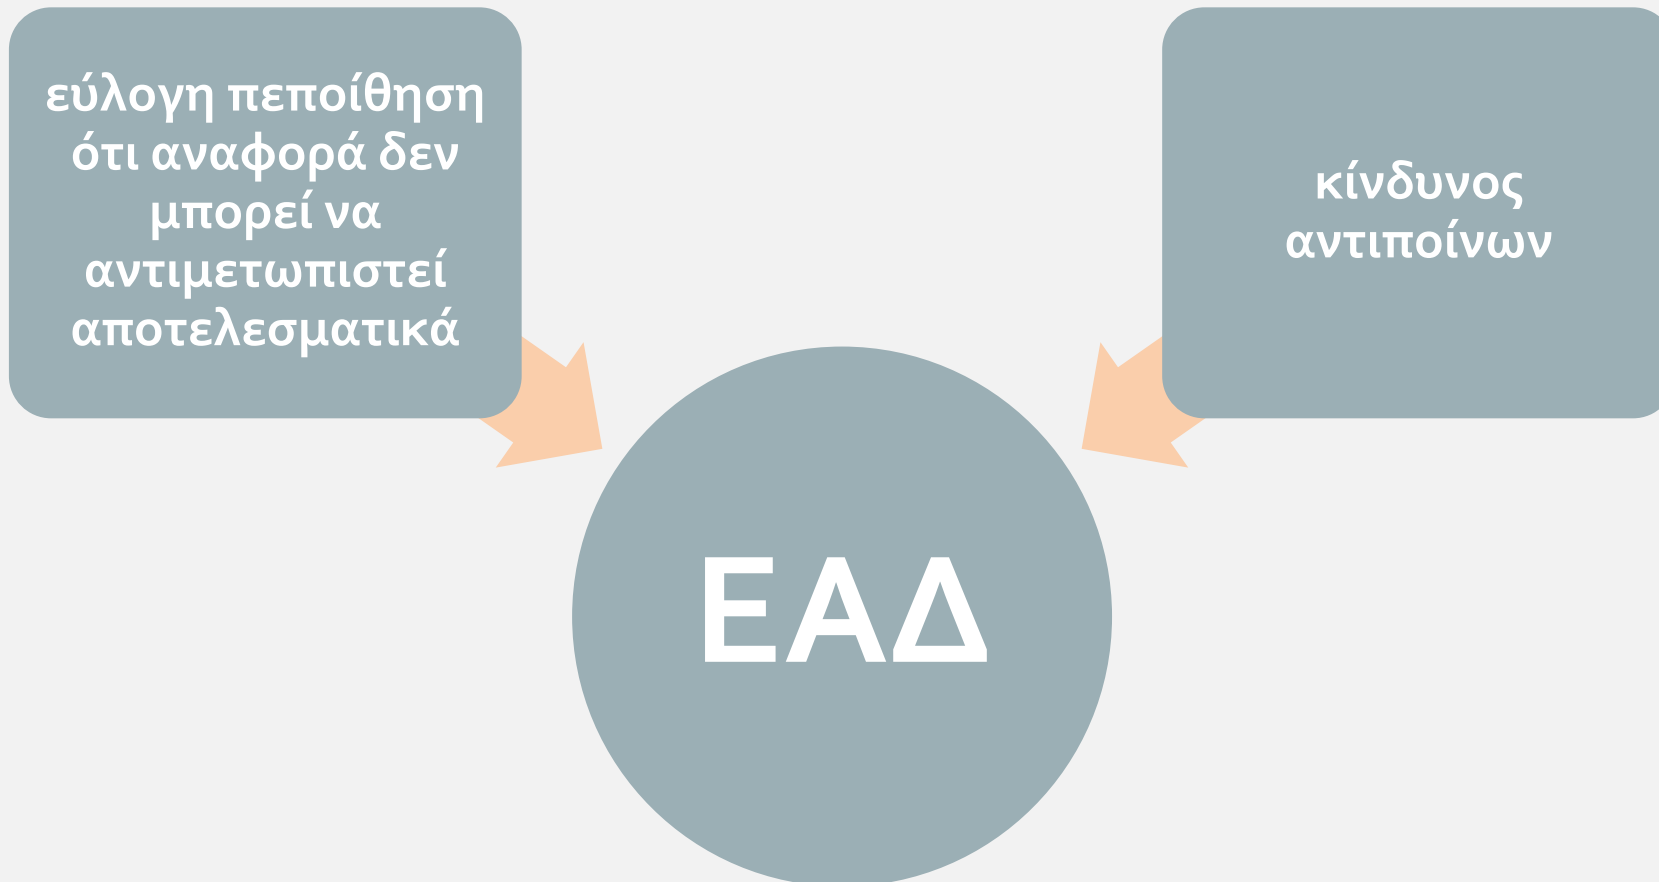 εύλογη πεποίθηση
ότι αναφορά δεν
μπορεί να
αντιμετωπιστεί
αποτελεσματικά
κίνδυνος
αντιποίνων
ΕΑΔ